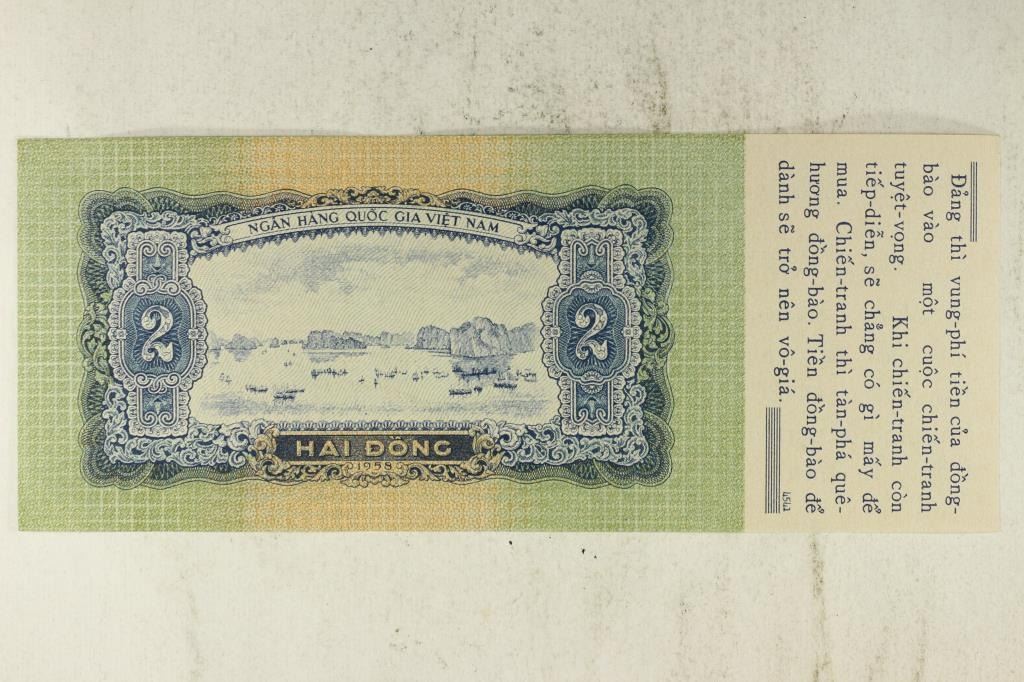 NGÂN HÀNG QUỐC GIA VIỆT NAM
2
2
HAI ĐỒNG
1958
Đảng thì vung-phí tiền của đồng-
bào vào một cuộc chiến-tranh
tuyệt-vọng. Khi chiến-tranh còn
tiếp-diễn, sẽ chẳng có gì mấy để
mua. Chiến-tranh thì tàn-phá quê-
hương đồng-bào. Tiền đồng-bào để
dành sẽ trở nên vô-giá.
4542